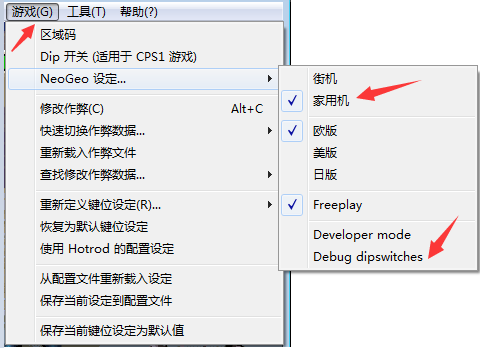 游戏(G) 工具(T) 帮助(?)
区域码
Dip 开关 (适用于 CPS1 游戏)
NeoGeo 设定...
修改作弊(C) Alt+C
快速切换作弊数据...
重新载入作弊文件
查找修改作弊数据...
重新定义键位设定(R)...
恢复为默认键位设定
使用 Hotrod 的配置设定
从配置文件重新载入设定
保存当前设定到配置文件
保存当前键位设定为默认值
街机
家用机
欧版
美版
日版
Freeplay
Developer mode
Debug dipswitches